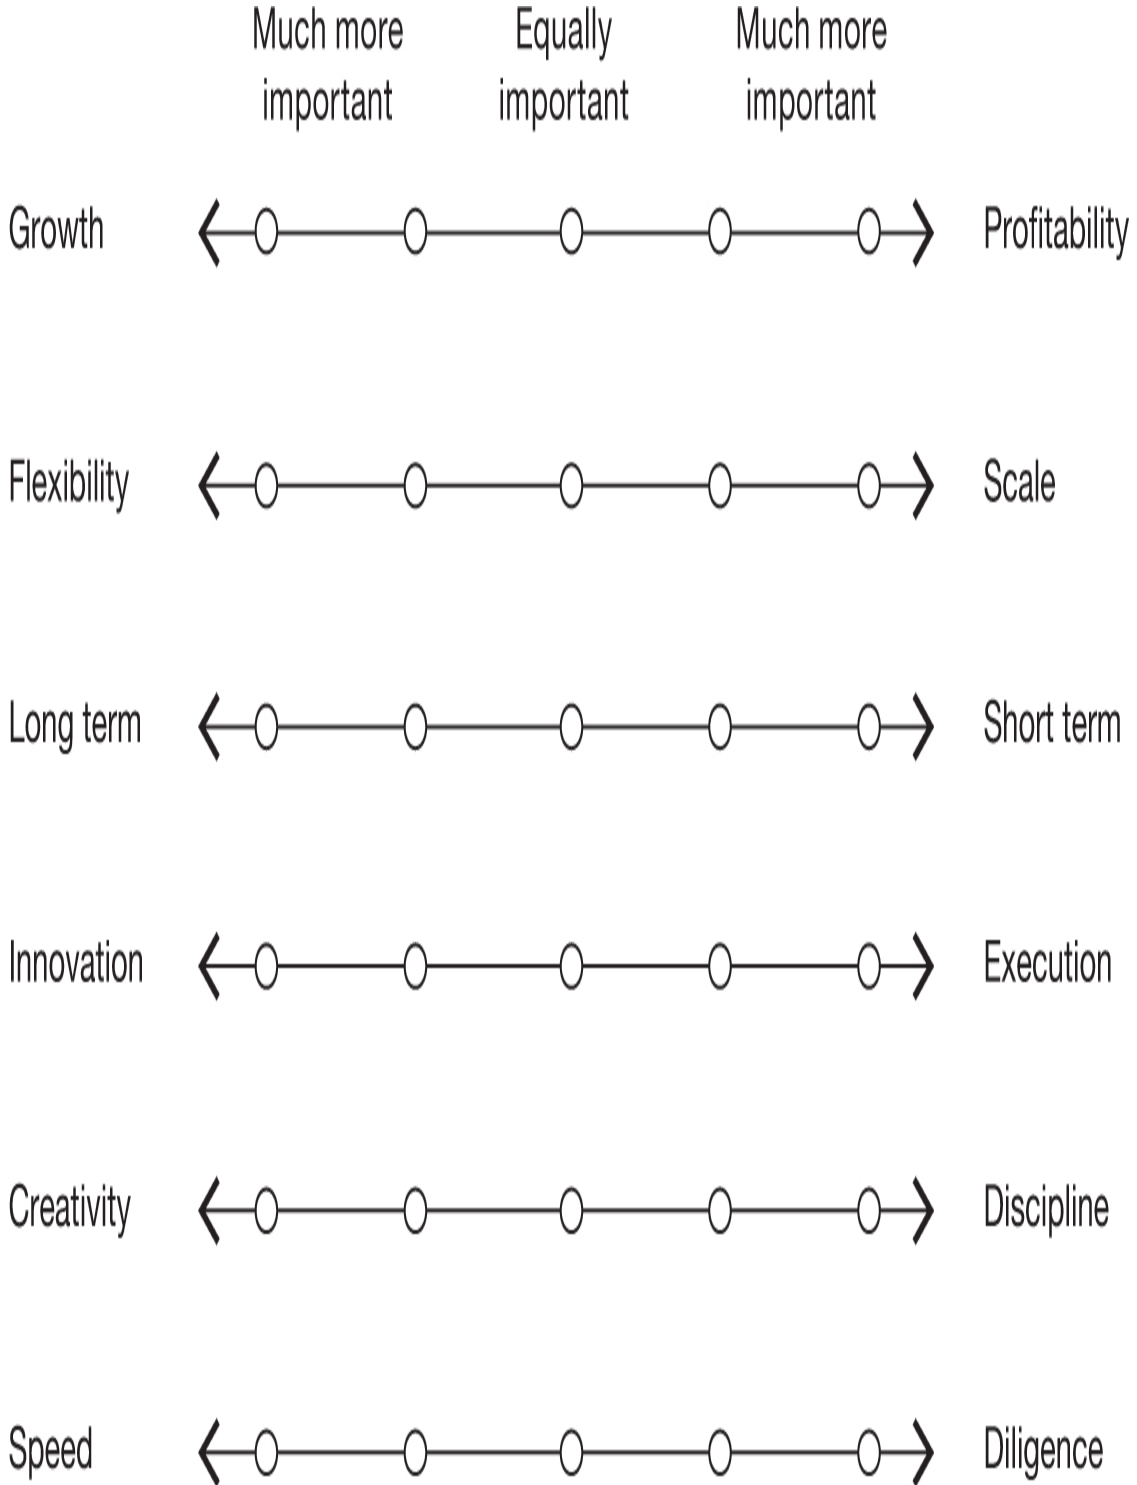 Much more Equally Much more
important important important
Growth Profitability
Flexibility Scale
Long term Short term
Innovation Execution
Creativity Discipline
Speed Diligence